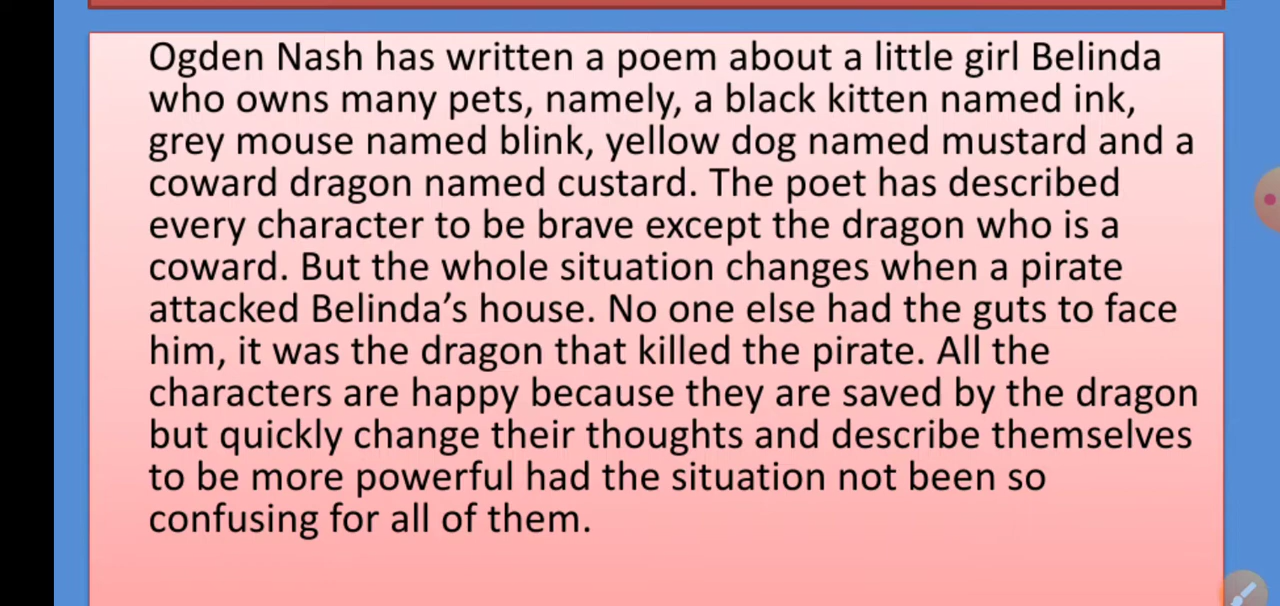 Ogden Nash has written a poem about a little girl Belinda
who owns many pets, namely, a black kitten named ink,
grey mouse named blink, yellow dog named mustard and a
coward dragon named custard. The poet has described
every character to be brave except the dragon who is a
coward. But the whole situation changes when a pirate
attacked Belinda’s house. No one else had the guts to face
him, it was the dragon that killed the pirate. All the
characters are happy because they are saved by the dragon
but quickly change their thoughts and describe themselves
to be more powerful had the situation not been so
confusing for all of them.